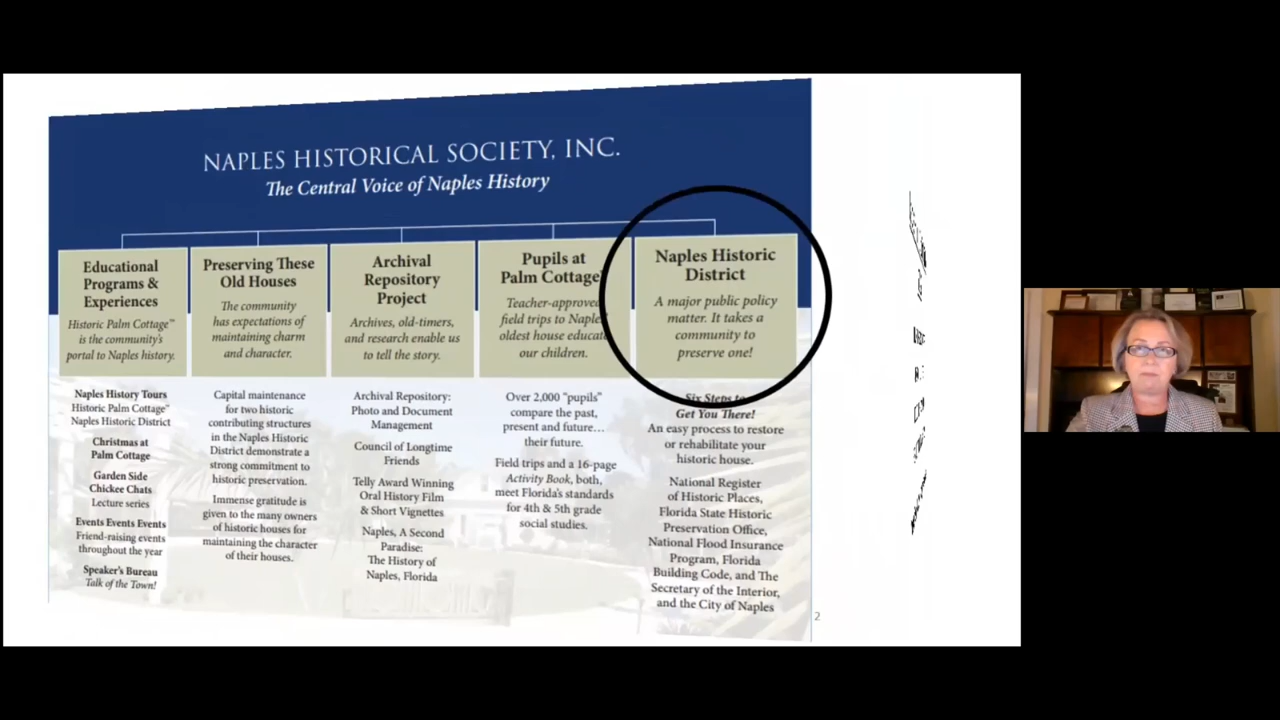 NAPLES HISTORICAL SOCIETY, INC.
The Central Voice of Naples History
Educational
Programs &
Experiences
Historic Palm Cottage™
is the community's
portal to Naples history.
Naples History Tours
Historic Palm Cottage™
Naples Historic District
Christmas at
Palm Cottage
Garden Side
Chickee Chats
Lecture series
Events Events Events
Friend-raising events
throughout the year
Speaker's Bureau
Talk of the Town!
Preserving These
Old Houses
The community
has expectations of
maintaining charm
and character.
Capital maintenance
for two historic
contributing structures
in the Naples Historic
District demonstrate a
strong commitment to
historic preservation.
Immense gratitude is
given to the many owners
of historic houses for
maintaining the character
of their houses.
Archival
Repository
Project
Archives, old-timers,
and research enable us
to tell the story.
Archival Repository:
Photo and Document
Management
Council of Longtime
Friends
Telly Award Winning
Oral History Film
& Short Vignettes
Naples, A Second
Paradise:
The History of
Naples, Florida
Pupils at
Palm Cottage
Teacher-approved
field trips to Naples
oldest house educate
our children.
Over 2,000 "pupils"
compare the past,
present and future…
their future.
Field trips and a 16-page
Activity Book, both,
meet Florida's standards
for 4th & 5th grade
social studies.
Naples Historic
District
A major public policy
matter. It takes a
community to
preserve one!
Six Steps to
Get You There!
An easy process to restore
or rehabilitate your
historic house.
National Register
of Historic Places,
Florida State Historic
Preservation Office,
National Flood Insurance
Program, Florida
Building Code, and The
Secretary of the Interior,
and the City of Naples
2